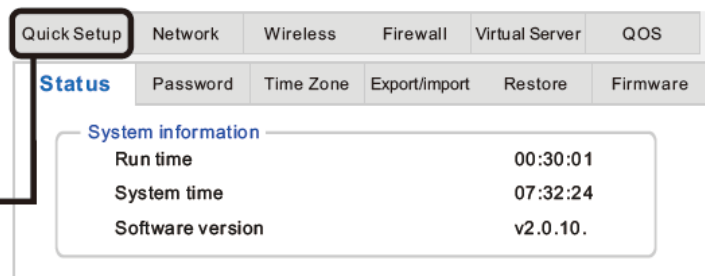 Quick Setup Network Wireless Firewall Virtual Server QOS
Status Password Time Zone Export/import Restore Firmware
System information
Run time 00:30:01
System time 07:32:24
Software version v2.0.10.